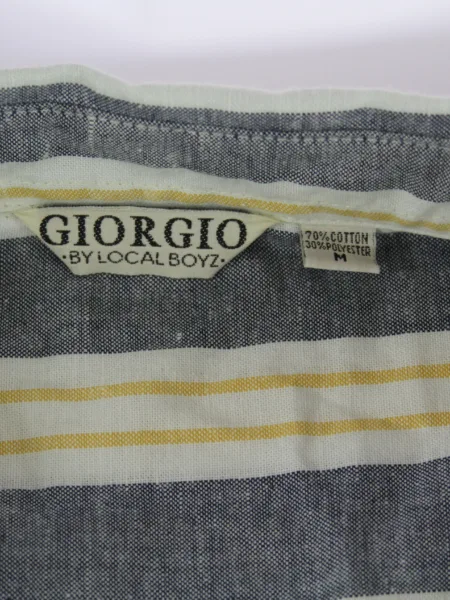 GIORGIO
·BY LOCAL BOYZ·
70% COTTON
30% POLYESTER
M